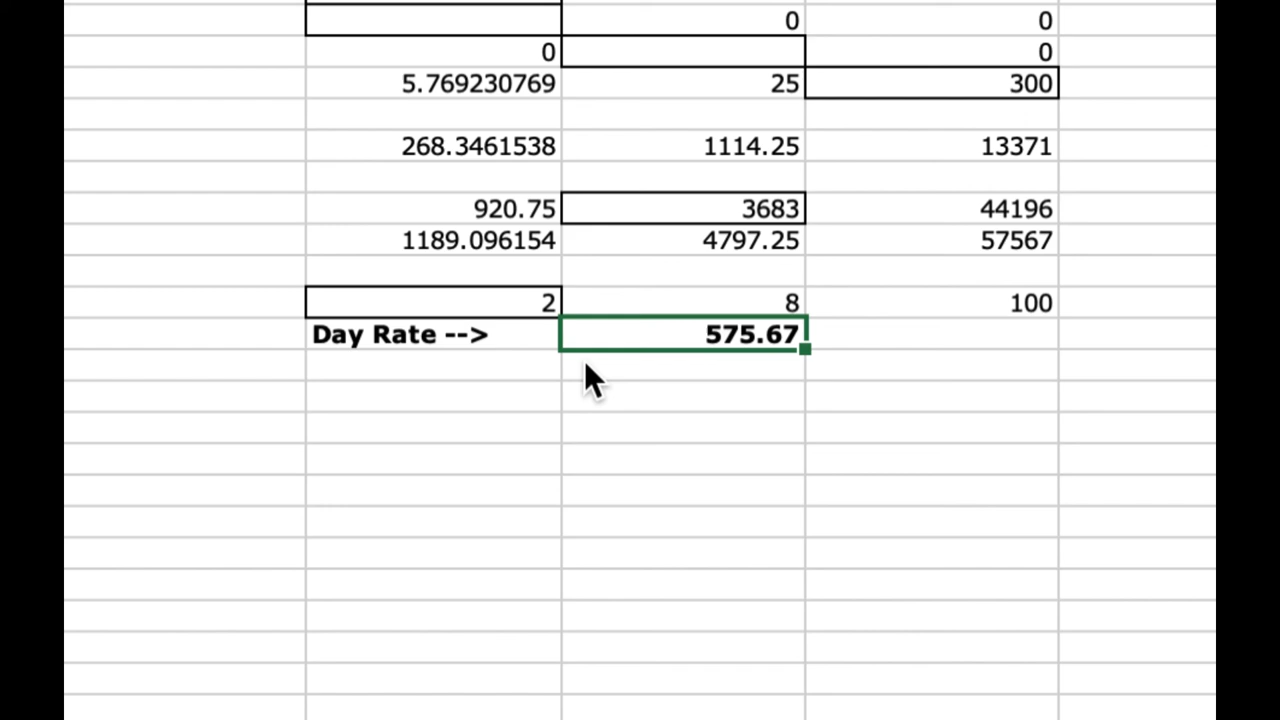 0 0
0 0
5.769230769 25 300
268.3461538 1114.25 13371
920.75 3683 44196
1189.096154 4797.25 57567
2 8 100
Day Rate --> 575.67